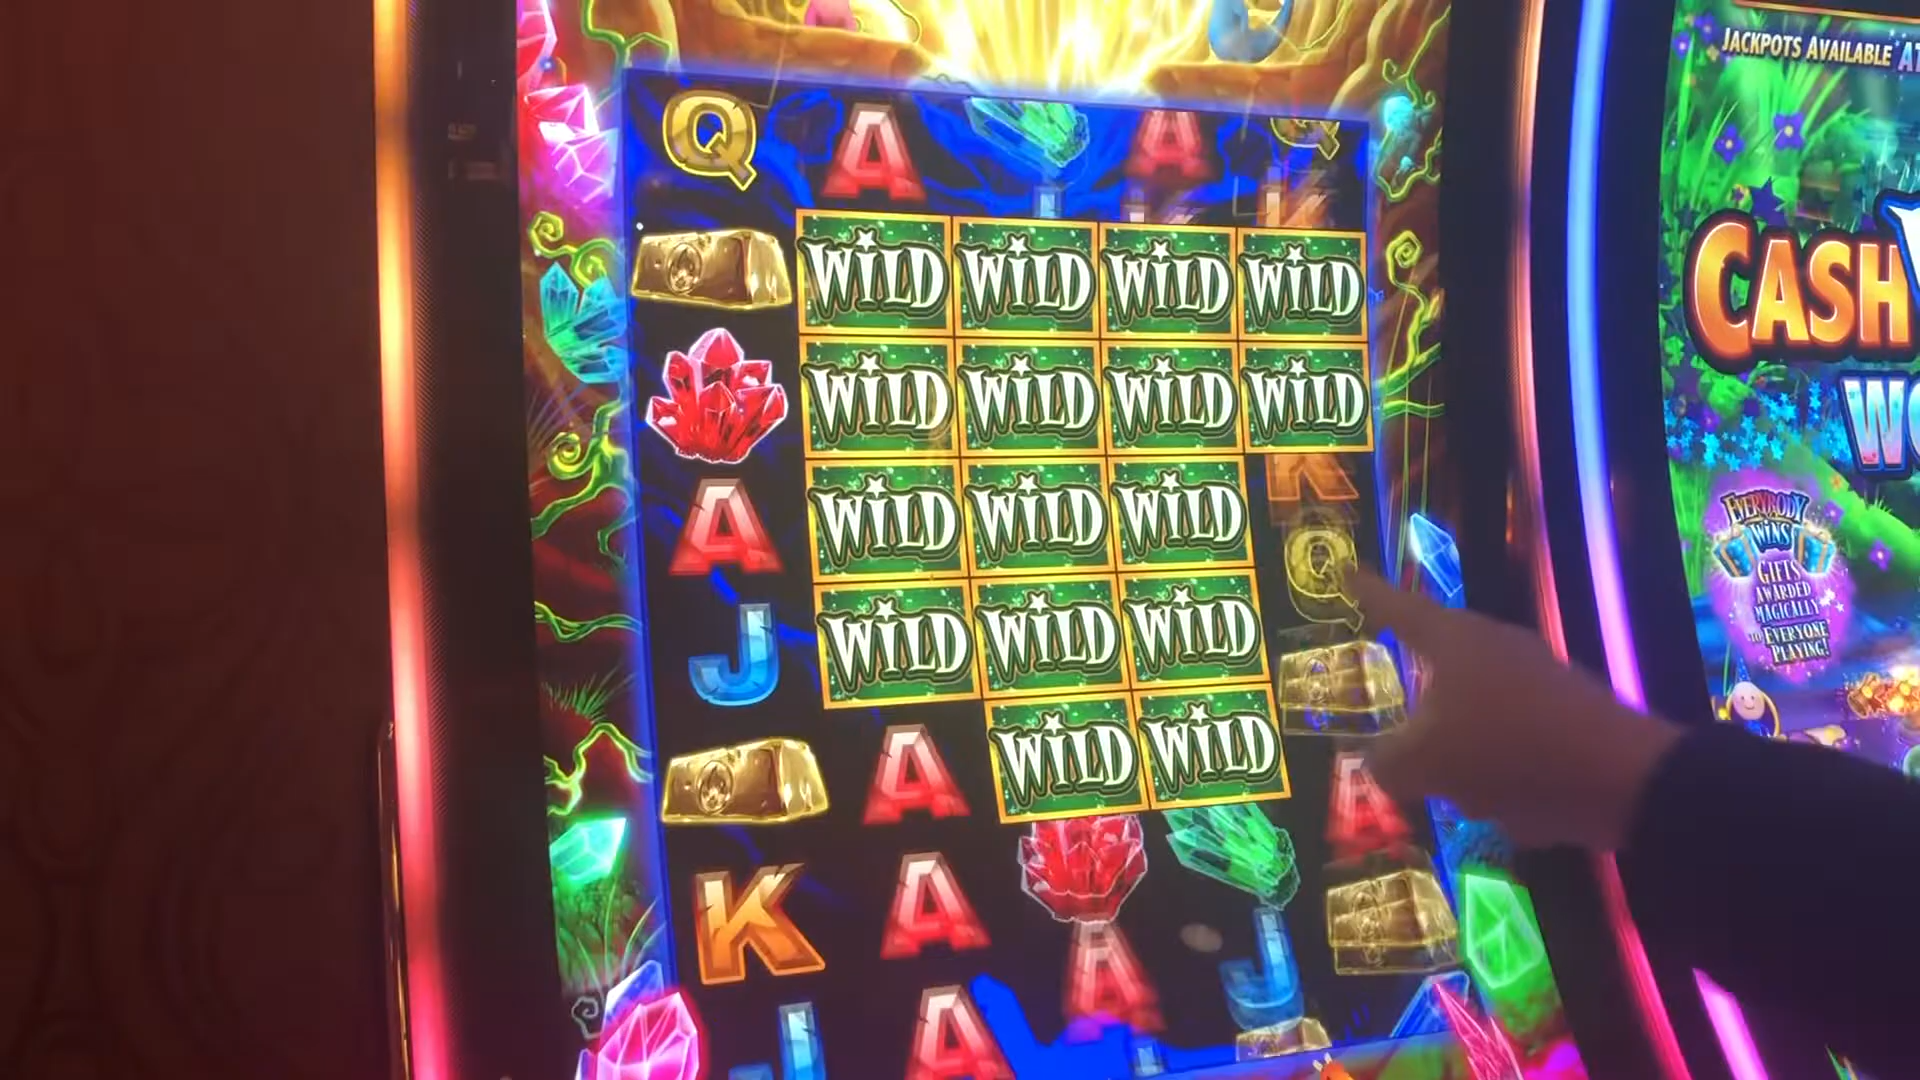 Q A A Q
K K
WILD WILD WILD WILD
WILD WILD WILD WILD
WILD WILD WILD K
A
WILD WILD WILD Q
J
WILD WILD
A A
K A
A J
J A
JACKPOTS AVAILABLE
CASH
EVERYBODY
WINS
GIFTS
AWARDED
MAGICALLY
TO EVERYONE
PLAYING!